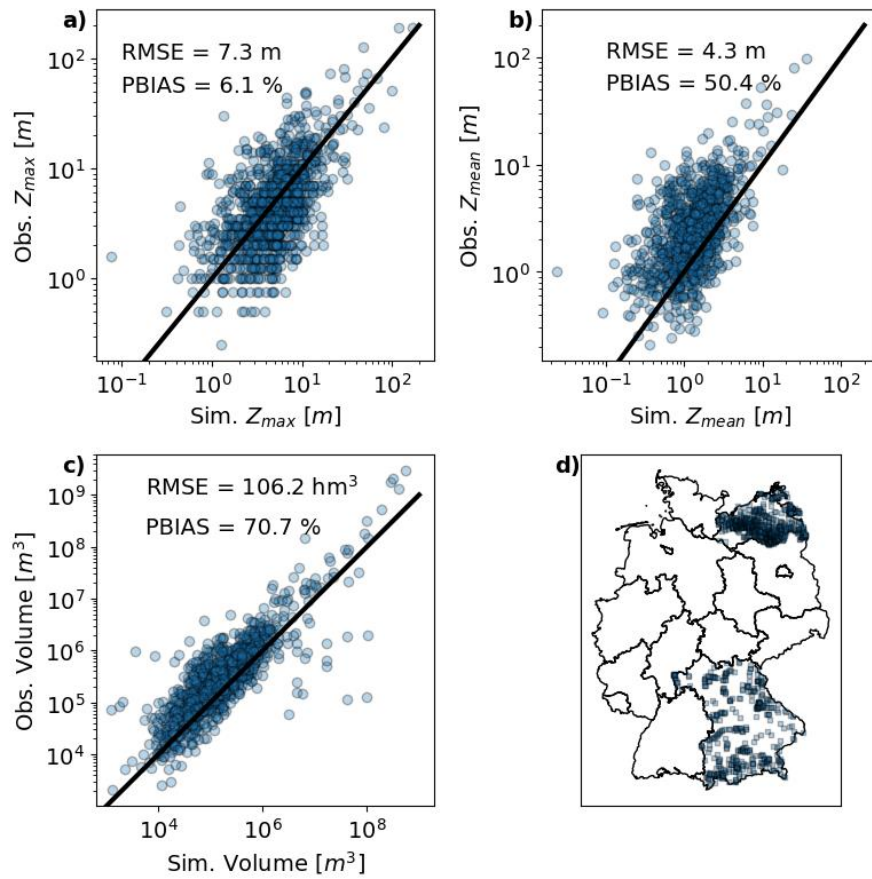 a)
RMSE = 7.3 m
PBIAS = 6.1 %
10²
10¹
10⁰
Obs. Z_max [m]
10⁻¹ 10⁰ 10¹ 10²
Sim. Z_max [m]
b)
RMSE = 4.3 m
PBIAS = 50.4 %
10²
10¹
10⁰
Obs. Z_mean [m]
10⁻¹ 10⁰ 10¹ 10²
Sim. Z_mean [m]
c)
RMSE = 106.2 hm³
PBIAS = 70.7 %
10⁹
10⁸
10⁷
10⁶
10⁵
10⁴
Obs. Volume [m³]
10⁴ 10⁶ 10⁸
Sim. Volume [m³]
d)